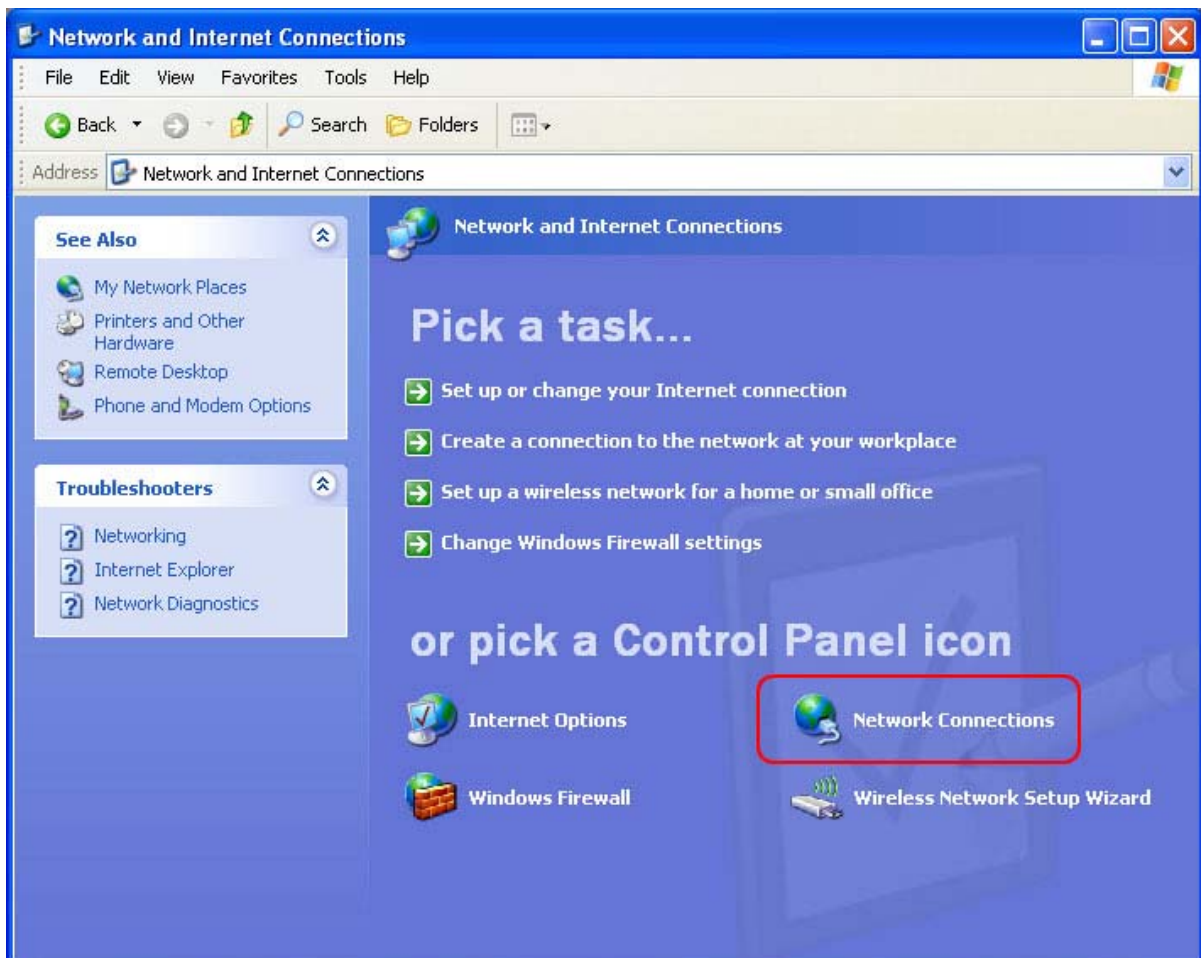 Network and Internet Connections
File Edit View Favorites Tools Help
Back Search Folders
Address Network and Internet Connections
See Also
My Network Places
Printers and Other
Hardware
Remote Desktop
Phone and Modem Options
Troubleshooters
Networking
Internet Explorer
Network Diagnostics
Network and Internet Connections
Pick a task...
Set up or change your Internet connection
Create a connection to the network at your workplace
Set up a wireless network for a home or small office
Change Windows Firewall settings
or pick a Control Panel icon
Internet Options
Network Connections
Windows Firewall
Wireless Network Setup Wizard